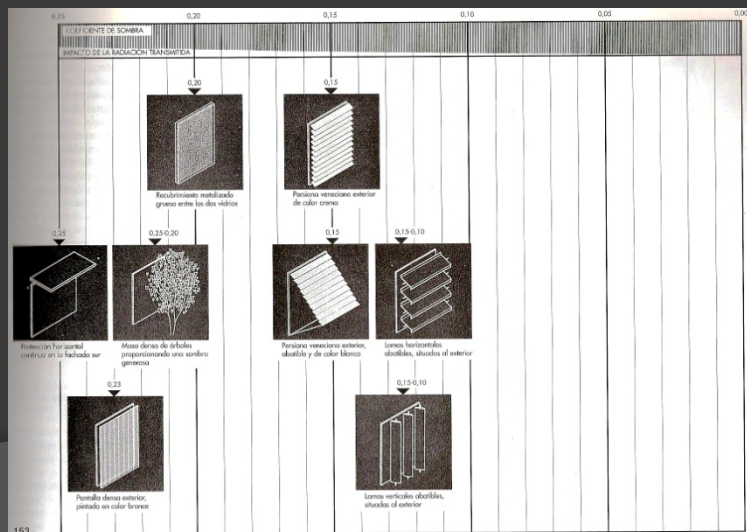 0,25 0,20 0,15 0,10 0,05 0,00
COEFICIENTE DE SOMBRA
IMPACTO DE LA RADIACION TRANSMITIDA
0,20 0,15
Recubrimiento metalizado
grueso entre los dos vidrios
Persiana veneciana exterior
de color crema
0,25 0,25-0,20 0,15 0,15-0,10
Protección horizontal
continua en la fachada sur
Masa densa de árboles
proporcionando una sombra
generosa
Persiana veneciana exterior,
abatible y de color blanco
Lamas horizontales
abatibles, situadas al exterior
0,23 0,15-0,10
Pantalla densa exterior,
pintada en color bronce
Lamas verticales abatibles,
situadas al exterior
153